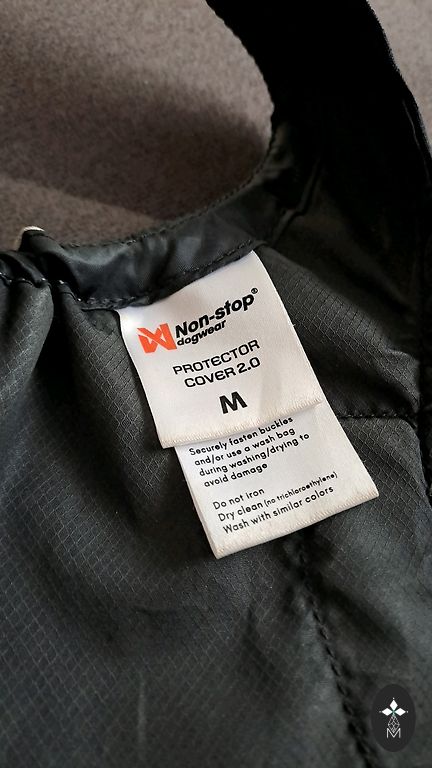 Non-stop®
dogwear
PROTECTOR
COVER 2.0
M
Securely fasten buckles
and/or use a wash bag
during washing/drying to
avoid damage
Do not iron
Dry clean (no trichloroethylene)
Wash with similar colors
M